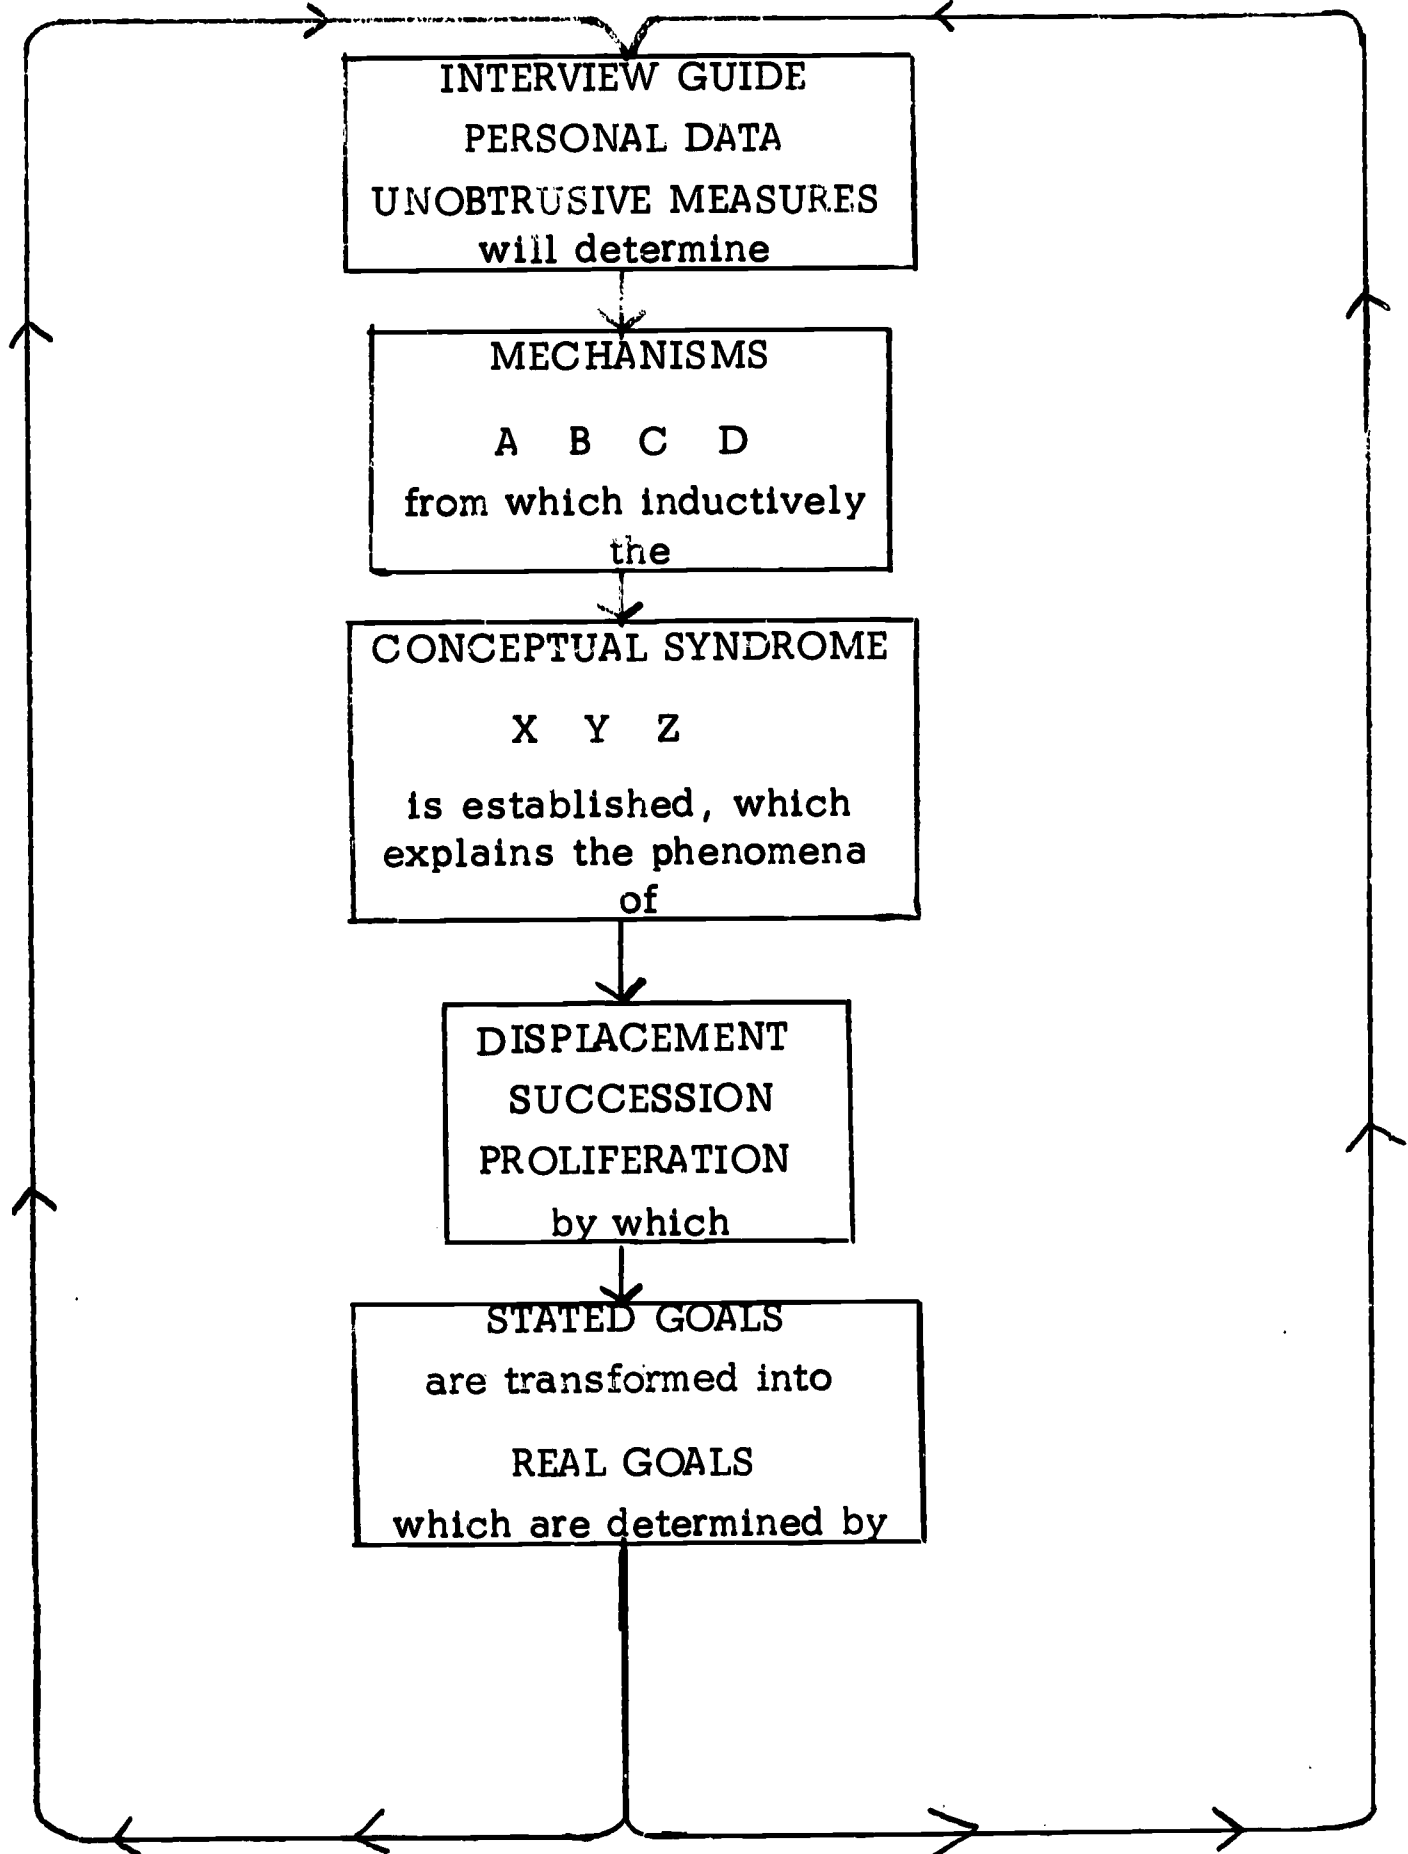 INTERVIEW GUIDE
PERSONAL DATA
UNOBTRUSIVE MEASURES
will determine
MECHANISMS
A B C D
from which inductively
the
CONCEPTUAL SYNDROME
X Y Z
is established, which
explains the phenomena
of
DISPLACEMENT
SUCCESSION
PROLIFERATION
by which
STATED GOALS
are transformed into
REAL GOALS
which are determined by